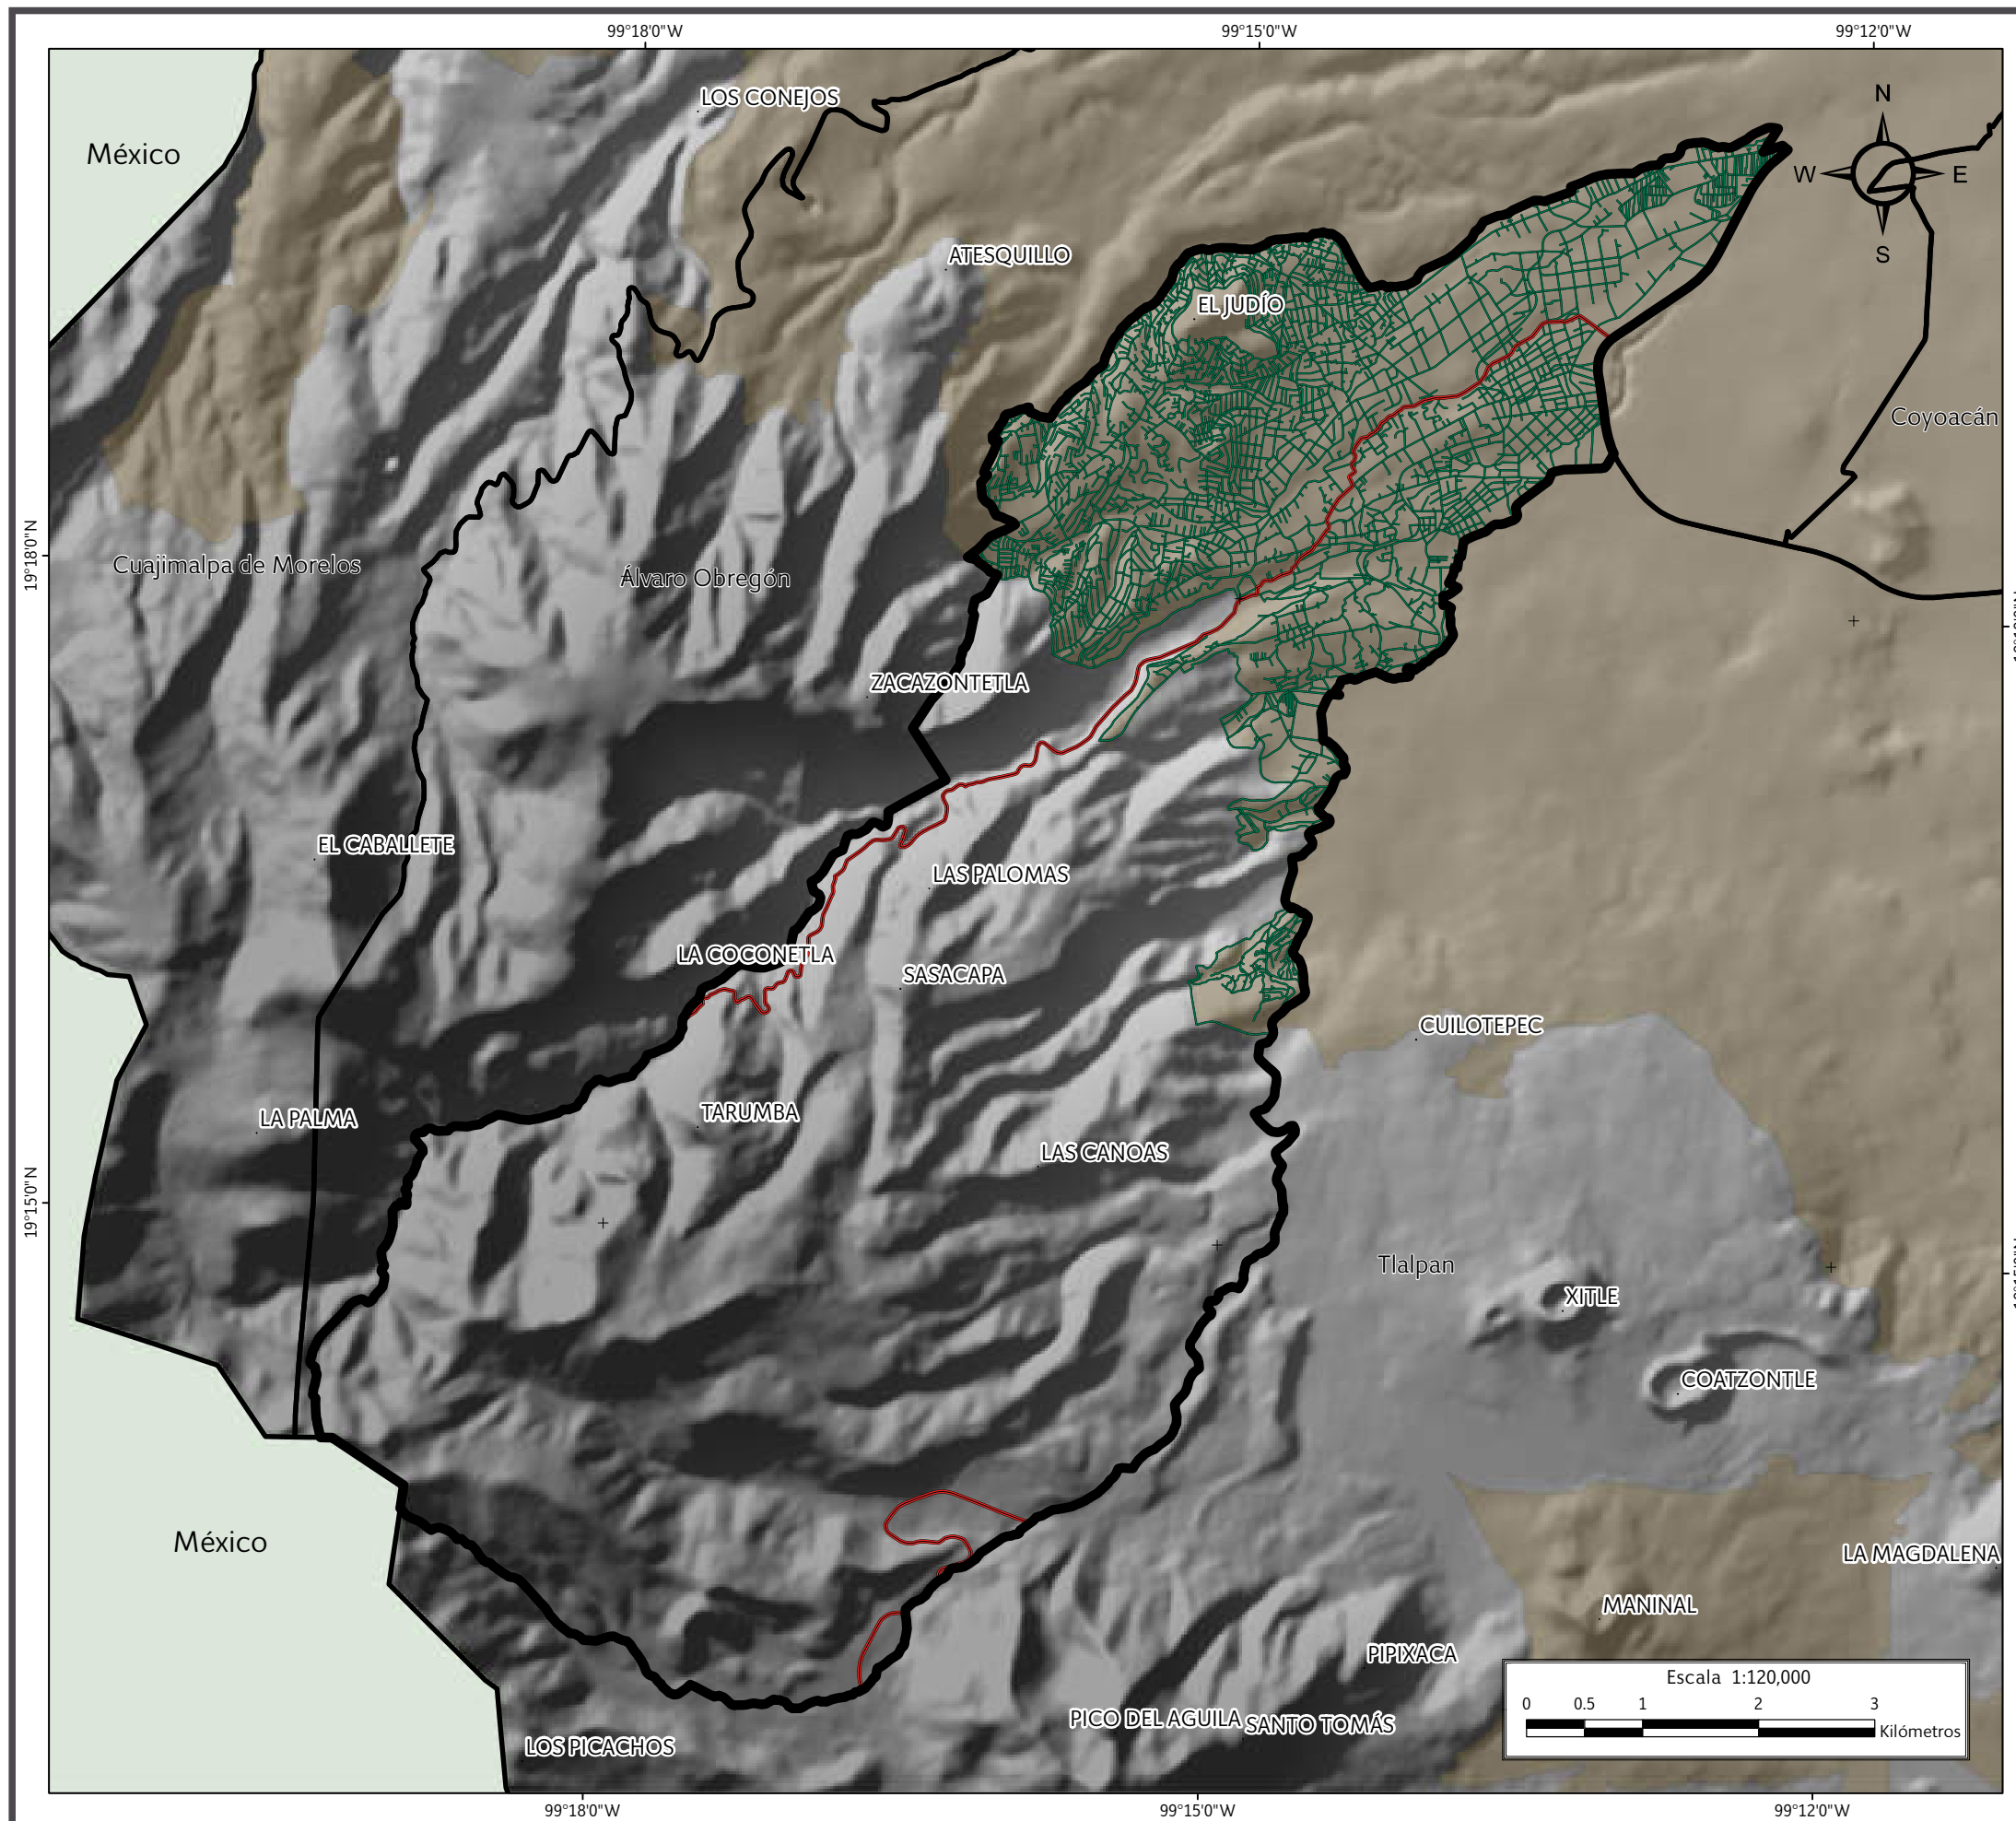 99°18'0"W
99°15'0"W
99°12'0"W
LOS CONEJOS
N
México
W
E
ATESQUILLO
S
EL JUDÍO
Coyoacán
19°18'0"N
Cuajimalpa de Morelos
Álvaro Obregón
ZACAZONTETLA
EL CABALLETE
LAS PALOMAS
LA COCONETLA
SASACAPA
CUILOTEPEC
TARUMBA
LA PALMA
LAS CANOAS
19°15'0"N
Tlalpan
XITLE
COATZONTLE
México
LA MAGDALENA
MANINAL
PIPIXACA
Escala 1:120,000
0 0.5 1 2 3
Kilómetros
PICO DEL AGUILA
SANTO TOMÁS
LOS PICACHOS
99°18'0"W
99°15'0"W
99°12'0"W